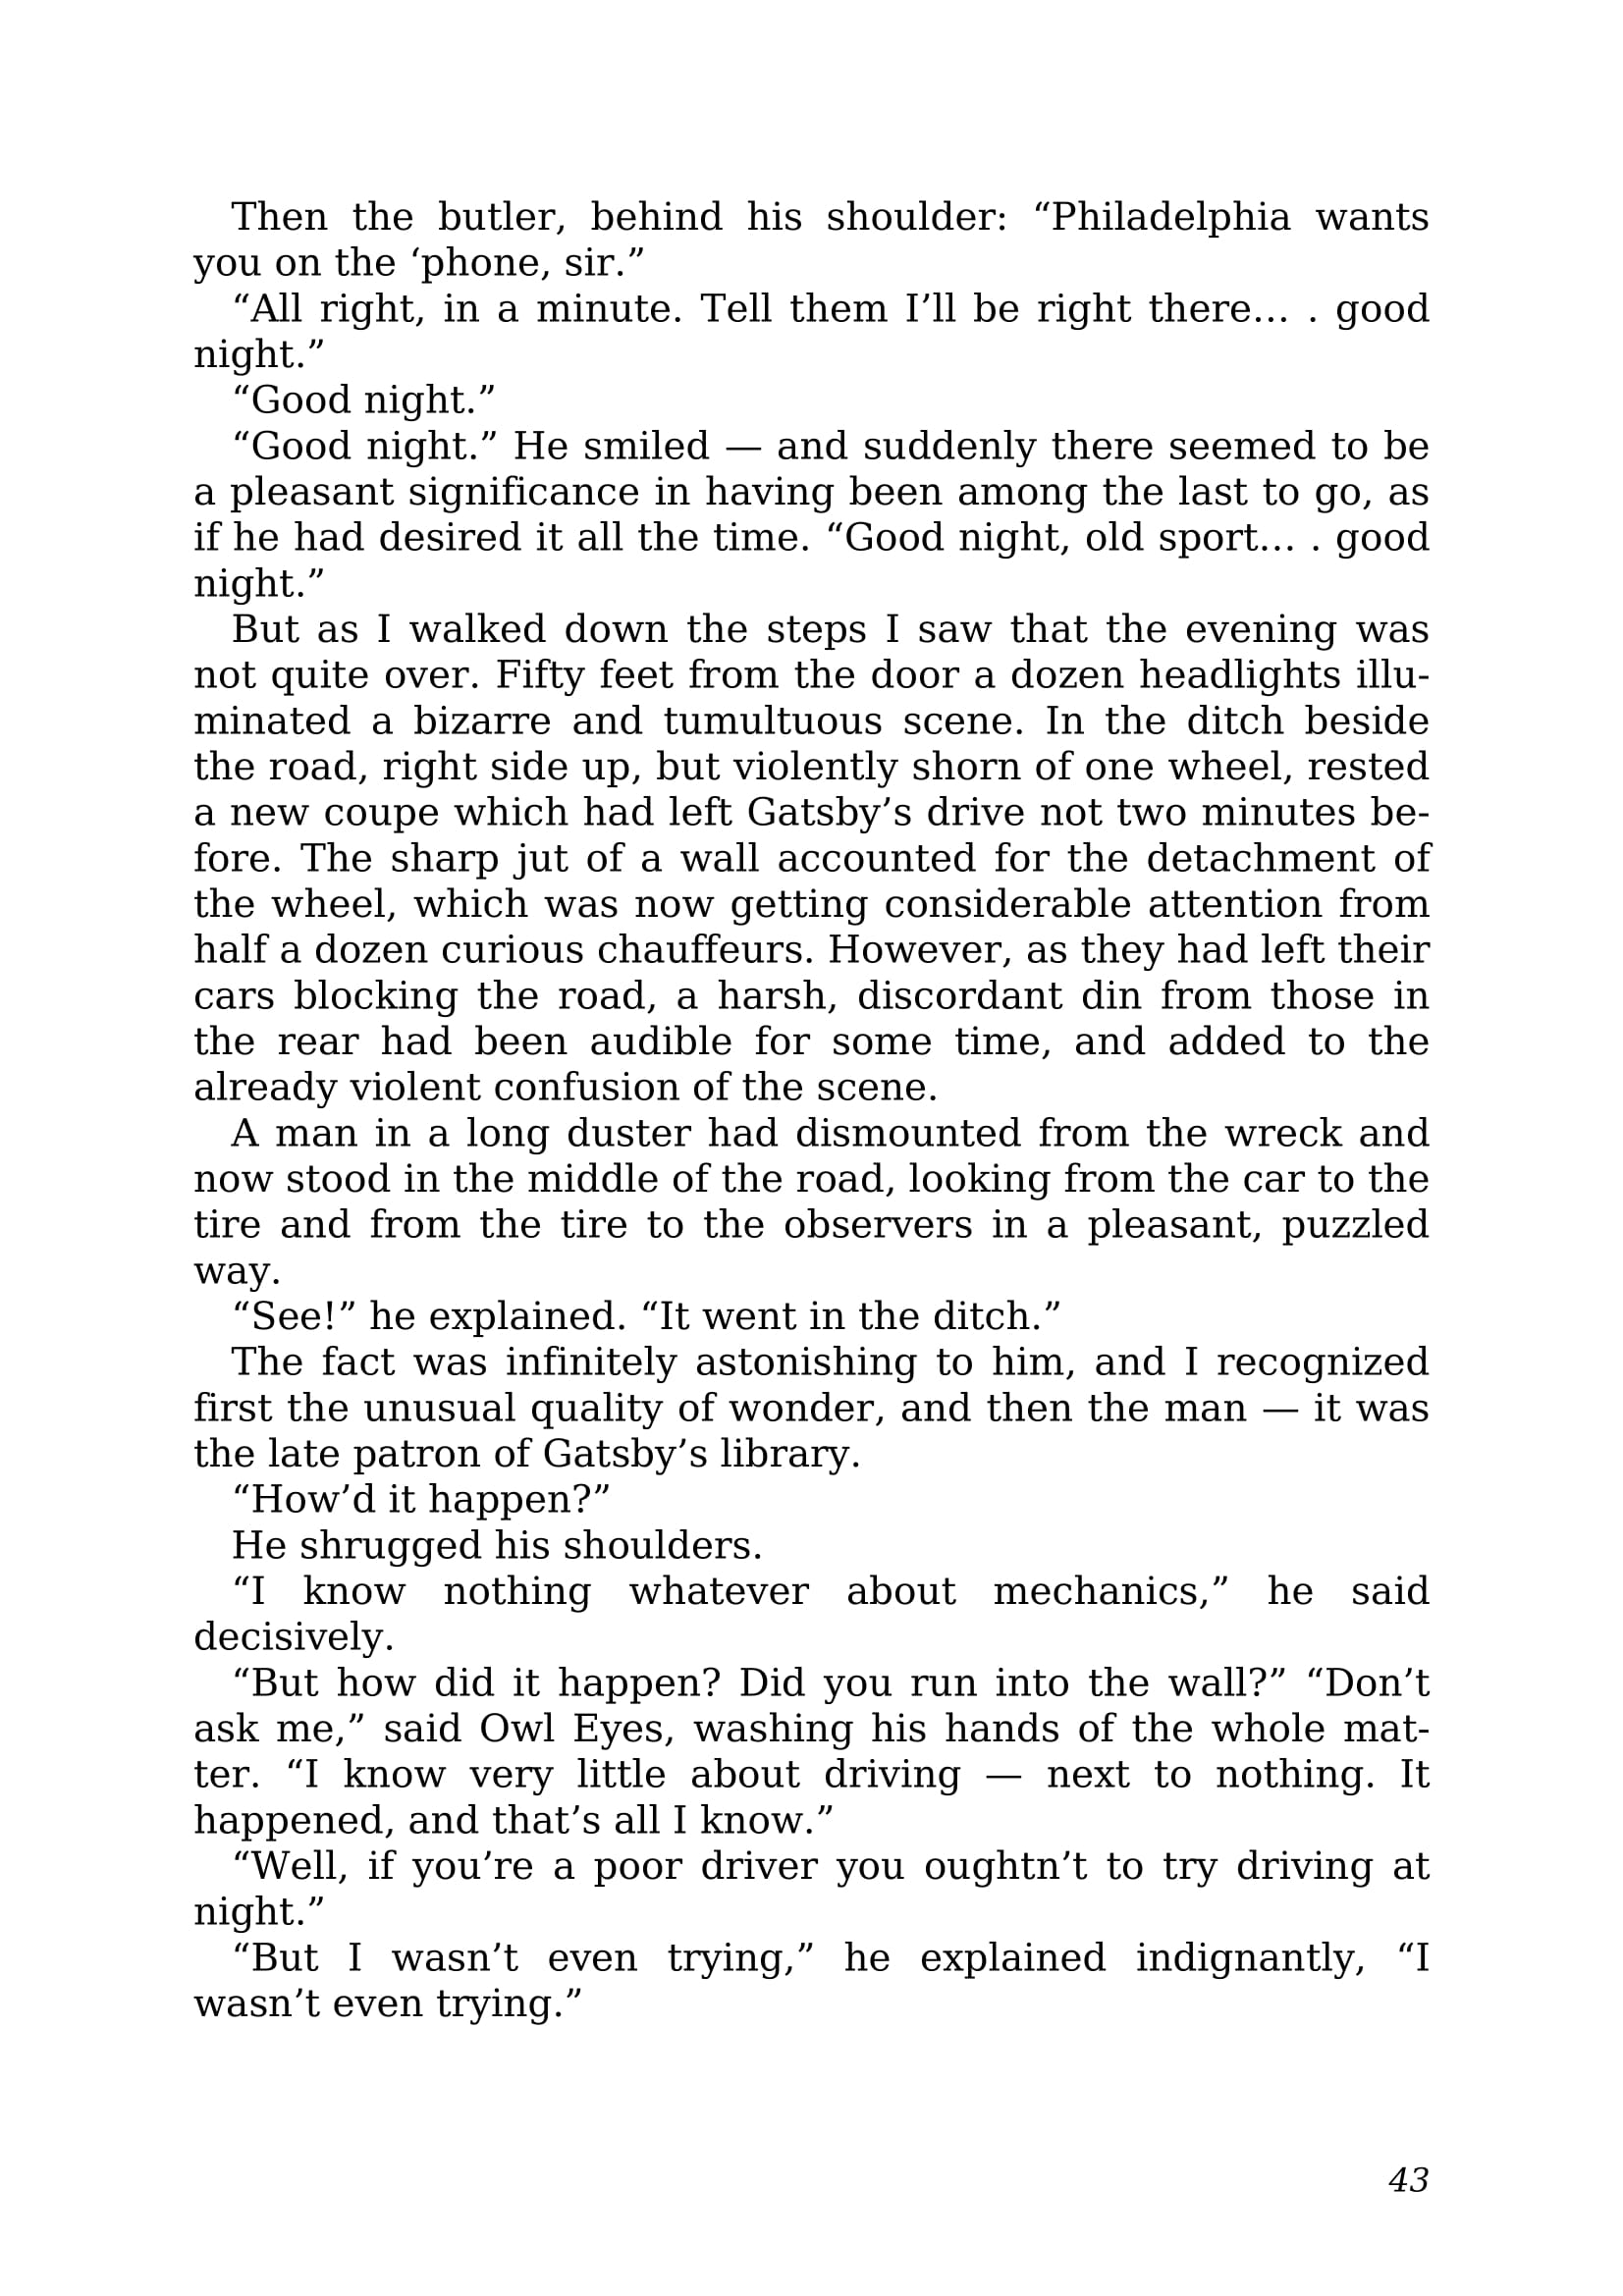 Then the butler, behind his shoulder: “Philadelphia wants
you on the ‘phone, sir.”
“All right, in a minute. Tell them I’ll be right there… . good
night.”
“Good night.”
“Good night.” He smiled — and suddenly there seemed to be
a pleasant significance in having been among the last to go, as
if he had desired it all the time. “Good night, old sport… . good
night.”
But as I walked down the steps I saw that the evening was
not quite over. Fifty feet from the door a dozen headlights illu-
minated a bizarre and tumultuous scene. In the ditch beside
the road, right side up, but violently shorn of one wheel, rested
a new coupe which had left Gatsby’s drive not two minutes be-
fore. The sharp jut of a wall accounted for the detachment of
the wheel, which was now getting considerable attention from
half a dozen curious chauffeurs. However, as they had left their
cars blocking the road, a harsh, discordant din from those in
the rear had been audible for some time, and added to the
already violent confusion of the scene.
A man in a long duster had dismounted from the wreck and
now stood in the middle of the road, looking from the car to the
tire and from the tire to the observers in a pleasant, puzzled
way.
“See!” he explained. “It went in the ditch.”
The fact was infinitely astonishing to him, and I recognized
first the unusual quality of wonder, and then the man — it was
the late patron of Gatsby’s library.
“How’d it happen?”
He shrugged his shoulders.
“I know nothing whatever about mechanics,” he said
decisively.
“But how did it happen? Did you run into the wall?” “Don’t
ask me,” said Owl Eyes, washing his hands of the whole mat-
ter. “I know very little about driving — next to nothing. It
happened, and that’s all I know.”
“Well, if you’re a poor driver you oughtn’t to try driving at
night.”
“But I wasn’t even trying,” he explained indignantly, “I
wasn’t even trying.”
43